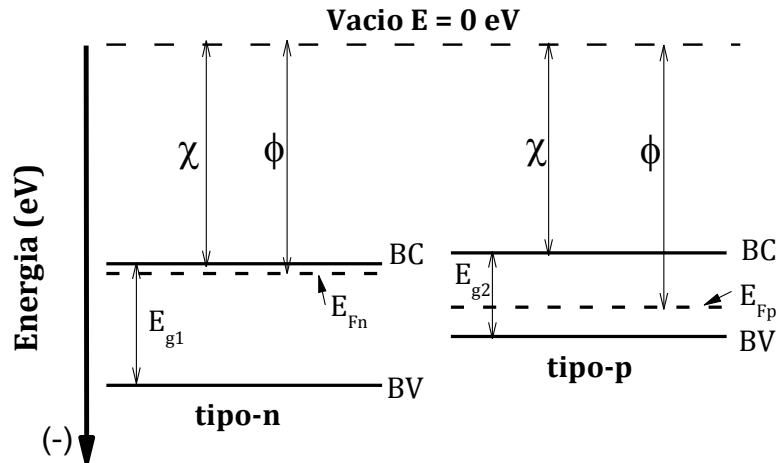 Vacio E = 0 eV
Energia (eV)
(-)
χ
ϕ
BC
E_Fn
E_g1
BV
tipo-n
χ
ϕ
BC
E_g2
E_Fp
BV
tipo-p